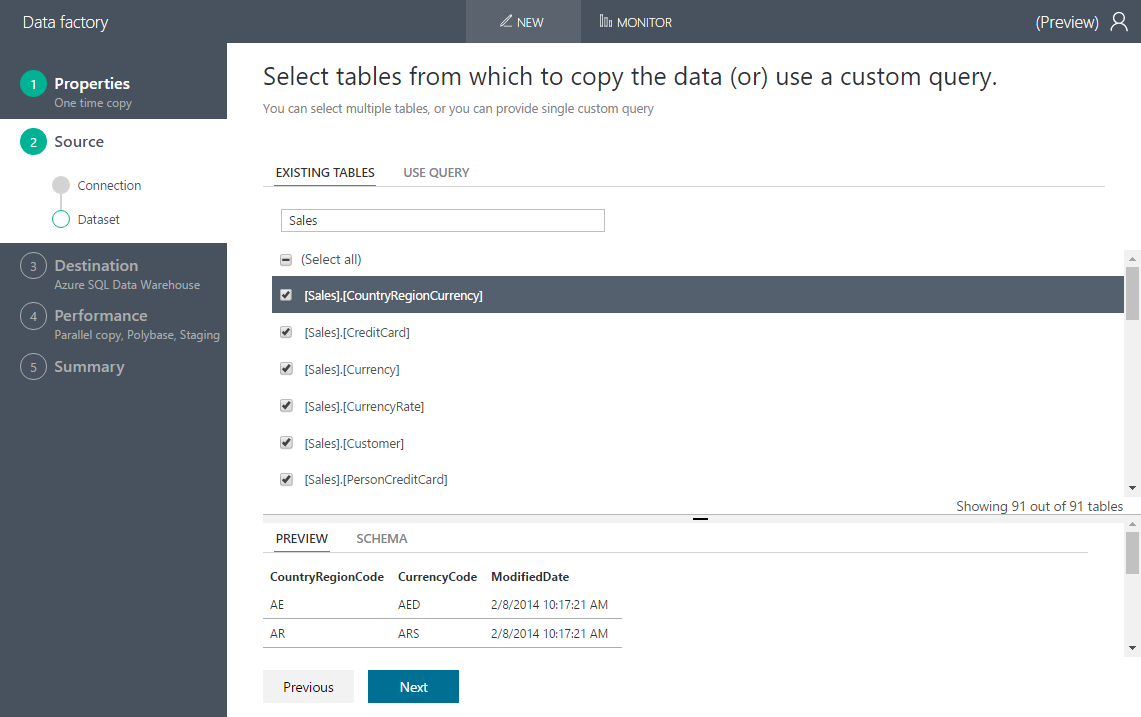 Data factory
NEW
MONITOR
(Preview)
1 Properties
One time copy
2 Source
Connection
Dataset
3 Destination
Azure SQL Data Warehouse
4 Performance
Parallel copy, Polybase, Staging
5 Summary
Select tables from which to copy the data (or) use a custom query.
You can select multiple tables, or you can provide single custom query
EXISTING TABLES USE QUERY
Sales
(Select all)
[Sales].[CountryRegionCurrency]
[Sales].[CreditCard]
[Sales].[Currency]
[Sales].[CurrencyRate]
[Sales].[Customer]
[Sales].[PersonCreditCard]
Showing 91 out of 91 tables
PREVIEW SCHEMA
CountryRegionCode CurrencyCode ModifiedDate
AE AED 2/8/2014 10:17:21 AM
AR ARS 2/8/2014 10:17:21 AM
Previous Next